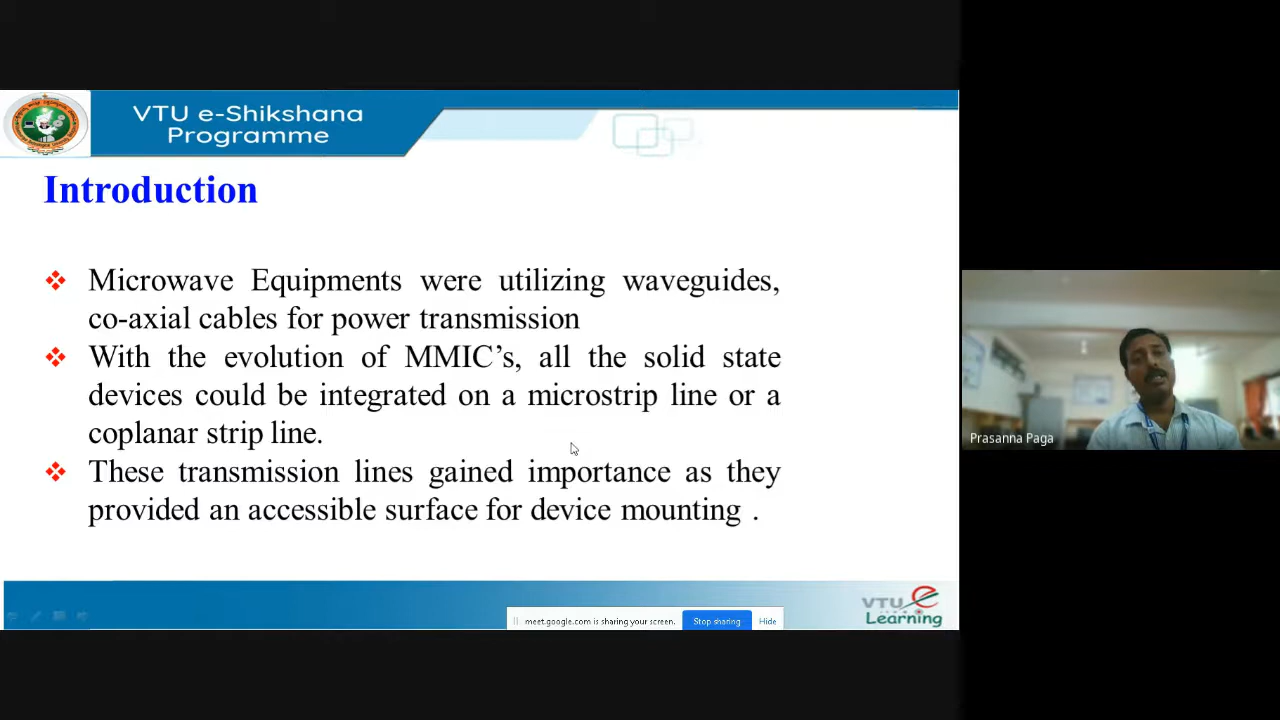 VTU e-Shikshana
Programme
Introduction
Microwave Equipments were utilizing waveguides,
co-axial cables for power transmission
With the evolution of MMIC’s, all the solid state
devices could be integrated on a microstrip line or a
coplanar strip line.
These transmission lines gained importance as they
provided an accessible surface for device mounting .
Prasanna Paga
meet.google.com is sharing your screen.
Stop sharing
Hide
VTU e
Learning